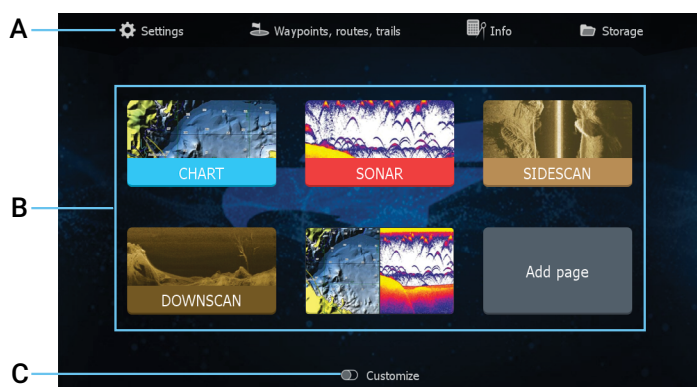 A
Settings
Waypoints, routes, trails
Info
Storage
B
CHART
SONAR
SIDESCAN
DOWNSCAN
Add page
C
Customize